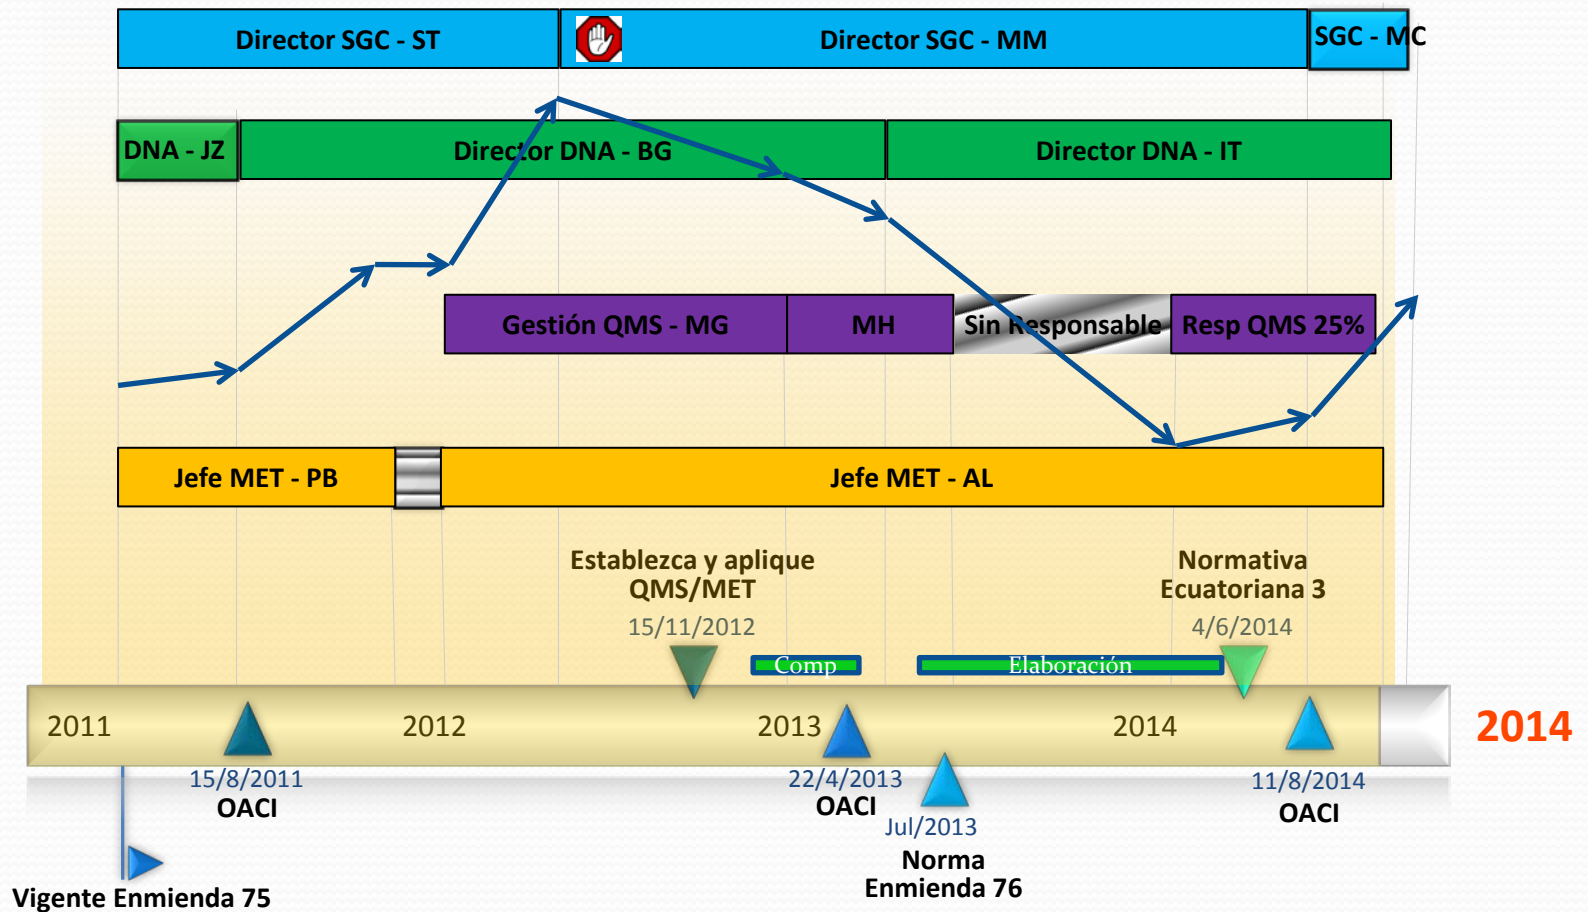 Director SGC - ST
Director SGC - MM
SGC - MC
DNA - JZ
Director DNA - BG
Director DNA - IT
Gestión QMS - MG
MH
Sin Responsable
Resp QMS 25%
Jefe MET - PB
Jefe MET - AL
Establezca y aplique
QMS/MET
15/11/2012
Normativa
Ecuatoriana 3
4/6/2014
Comp
Elaboración
2011
2012
2013
2014
2014
15/8/2011
OACI
22/4/2013
OACI
11/8/2014
OACI
Jul/2013
Norma
Enmienda 76
Vigente Enmienda 75